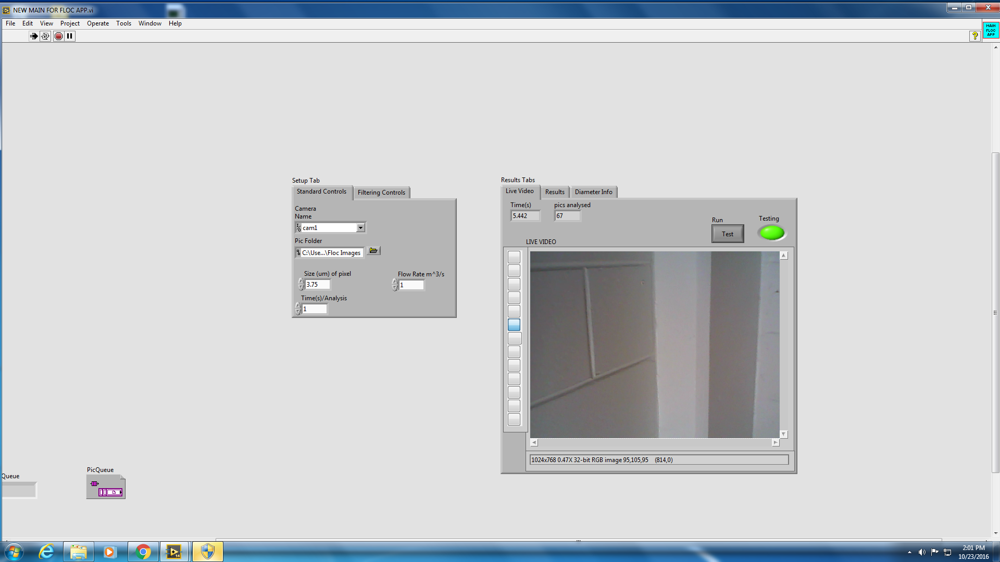 NEW MAIN FOR FLOC APP.vi
File Edit View Project Operate Tools Window Help
MAIN
FLOC
APP
?
Setup Tab
Standard Controls Filtering Controls
Camera
Name
cam1
Pic Folder
C:\Use...\Floc Images
Size (um) of pixel
3.75
Flow Rate m^3/s
1
Time(s)/Analysis
1
Results Tabs
Live Video Results Diameter Info
Time(s) pics analysed
5.442 67
Run
Test
Testing
LIVE VIDEO
1024x768 0.47X 32-bit RGB image 95,105,95 (814,0)
Queue
PicQueue
14
2:01 PM
10/23/2016